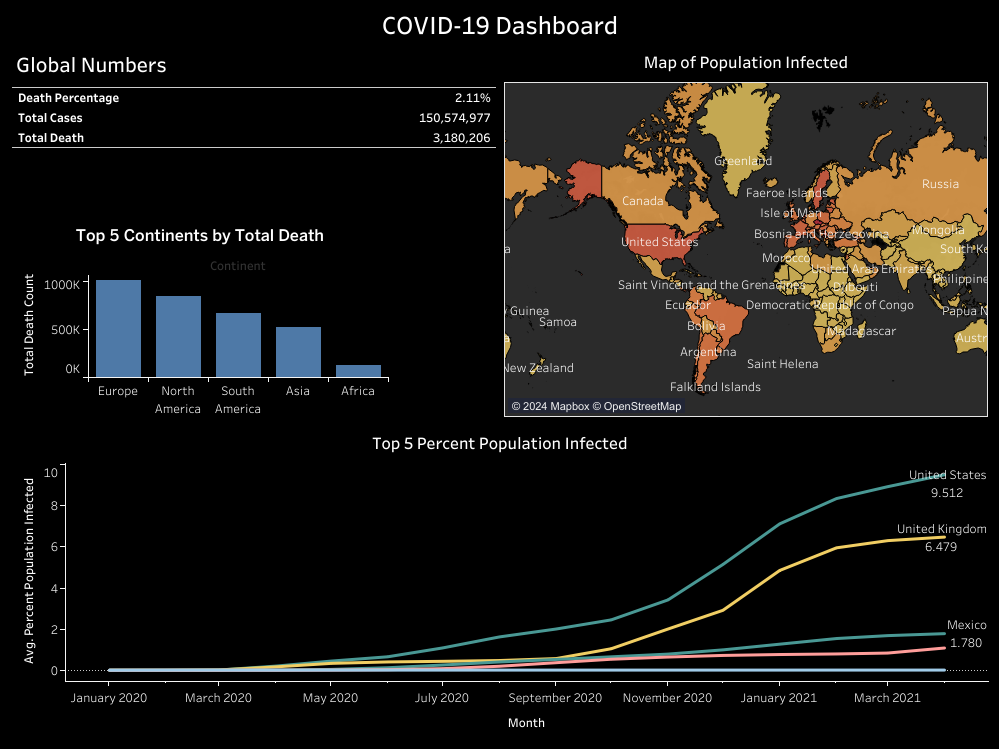 COVID-19 Dashboard
Global Numbers
Death Percentage 2.11%
Total Cases 150,574,977
Total Death 3,180,206
Map of Population Infected
Greenland
Russia
Faeroe Islands
Canada
Isle of Man
Mongolia
Bosnia and Herzegovina
United States
South Ke
a
Morocco
United Arab Emirates
Philippine
Saint Vincent and the Grenadines
Djibouti
Ecuador
Democratic Republic of Congo
Guinea
Papua N
Samoa
Bolivia
Madagascar
a
Austr
Argentina
Saint Helena
New Zealand
Falkland Islands
© 2024 Mapbox © OpenStreetMap
Top 5 Continents by Total Death
Continent
Total Death Count
1000K
500K
0K
Europe
North America
South America
Asia
Africa
Top 5 Percent Population Infected
Avg. Percent Population Infected
10
8
6
4
2
0
United States
9.512
United Kingdom
6.479
Mexico
1.780
January 2020
March 2020
May 2020
July 2020
September 2020
November 2020
January 2021
March 2021
Month